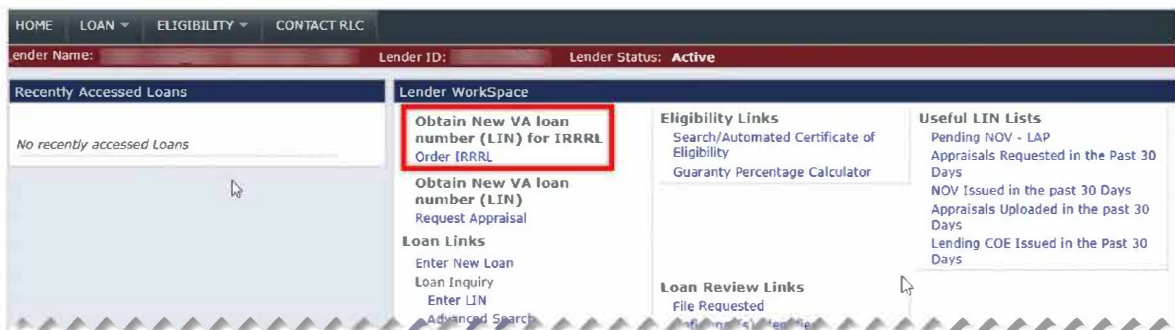 HOME LOAN ELIGIBILITY CONTACT RLC
ender Name: Lender ID: Lender Status: Active
Recently Accessed Loans
No recently accessed Loans
Lender WorkSpace
Obtain New VA loan
number (LIN) for IRRRL
Order IRRRL
Obtain New VA loan
number (LIN)
Request Appraisal
Loan Links
Enter New Loan
Loan Inquiry
Enter LIN
Advanced Search
Eligibility Links
Search/Automated Certificate of
Eligibility
Guaranty Percentage Calculator
Loan Review Links
File Requested
Useful LIN Lists
Pending NOV - LAP
Appraisals Requested in the Past 30
Days
NOV Issued in the past 30 Days
Appraisals Uploaded in the past 30
Days
Lending COE Issued in the Past 30
Days